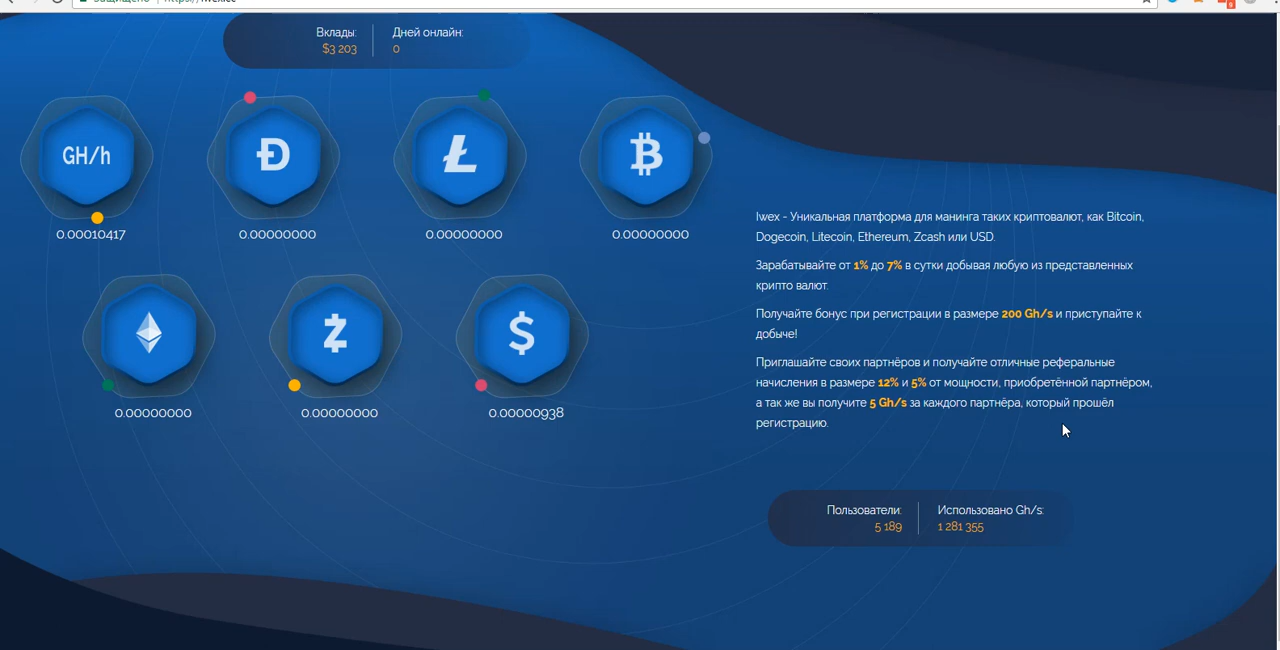 Вклады:
$3 203
Дней онлайн:
0
GH/h
0.00010417
0.00000000
0.00000000
0.00000000
0.00000000
0.00000000
0.00000938
Iwex - Уникальная платформа для манинга таких криптовалют, как Bitcoin,
Dogecoin, Litecoin, Ethereum, Zcash или USD.
Зарабатывайте от 1% до 7% в сутки добывая любую из представленных
крипто валют.
Получайте бонус при регистрации в размере 200 Gh/s и приступайте к
добыче!
Приглашайте своих партнёров и получайте отличные реферальные
начисления в размере 12% и 5% от мощности, приобретённой партнёром,
а так же вы получите 5 Gh/s за каждого партнёра, который прошёл
регистрацию.
Пользователи:
5 189
Использовано Gh/s:
1 281 355